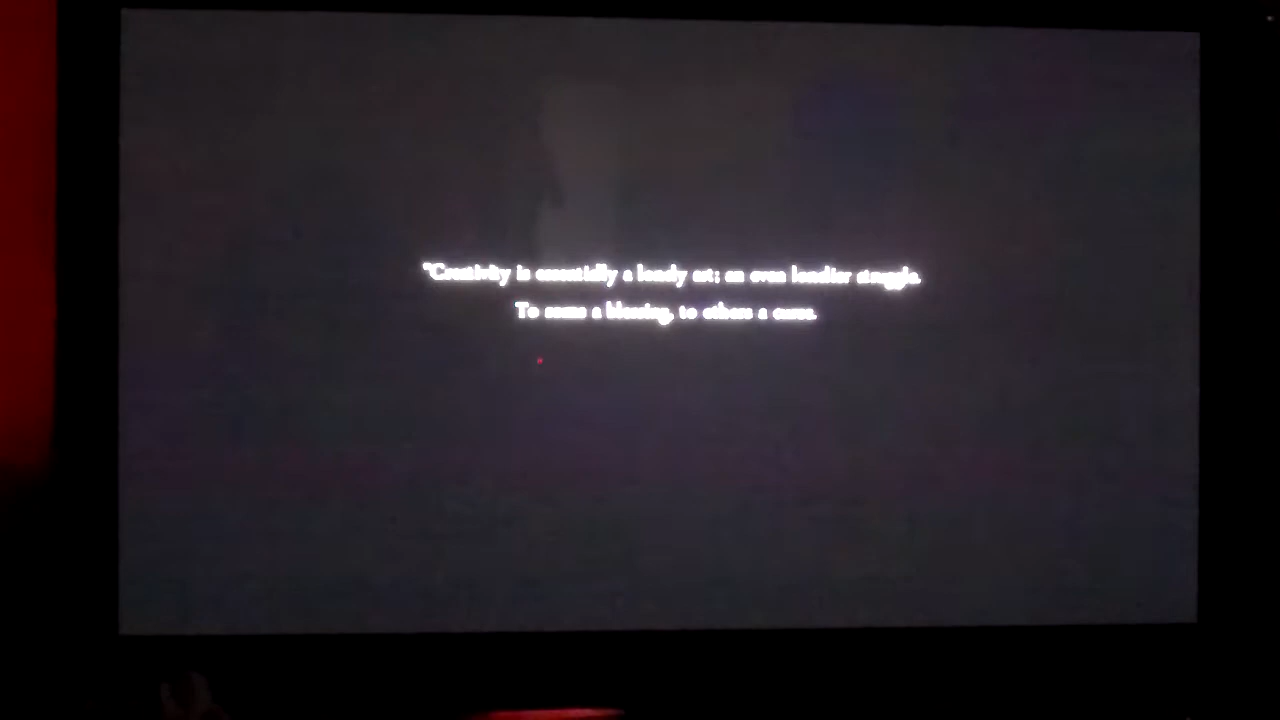 "Creativity is essentially a lonely art; an even lonelier struggle.
To some a blessing, to others a curse.